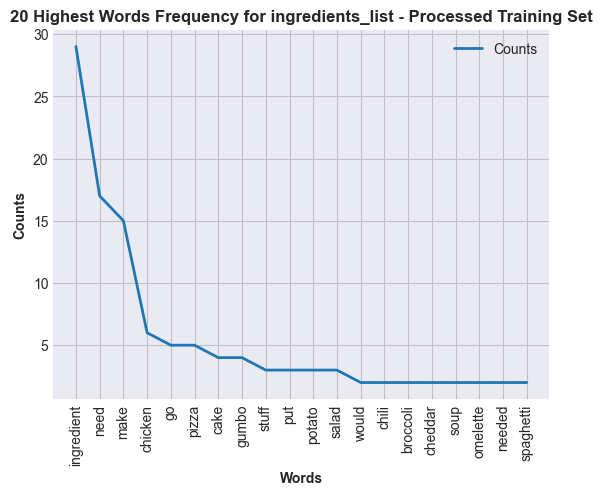 20 Highest Words Frequency for ingredients_list - Processed Training Set
Counts
30
25
20
15
10
5
Counts
ingredient
need
make
chicken
go
pizza
cake
gumbo
stuff
put
potato
salad
would
chili
broccoli
cheddar
soup
omelette
needed
spaghetti
Words